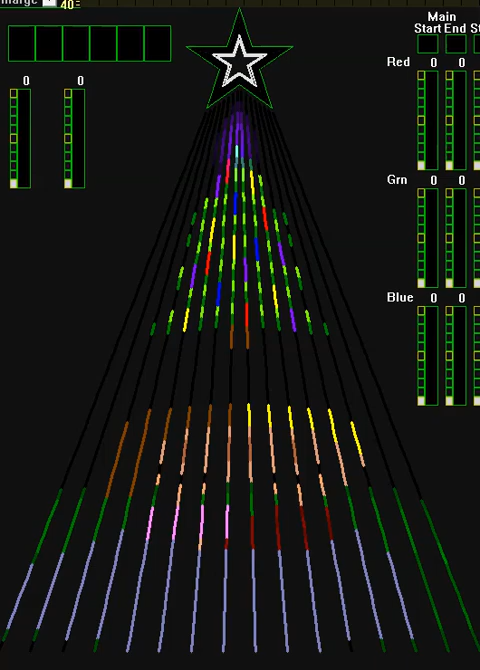 40
Main
Start End
Red 0 0
0 0
Grn 0 0
Blue 0 0